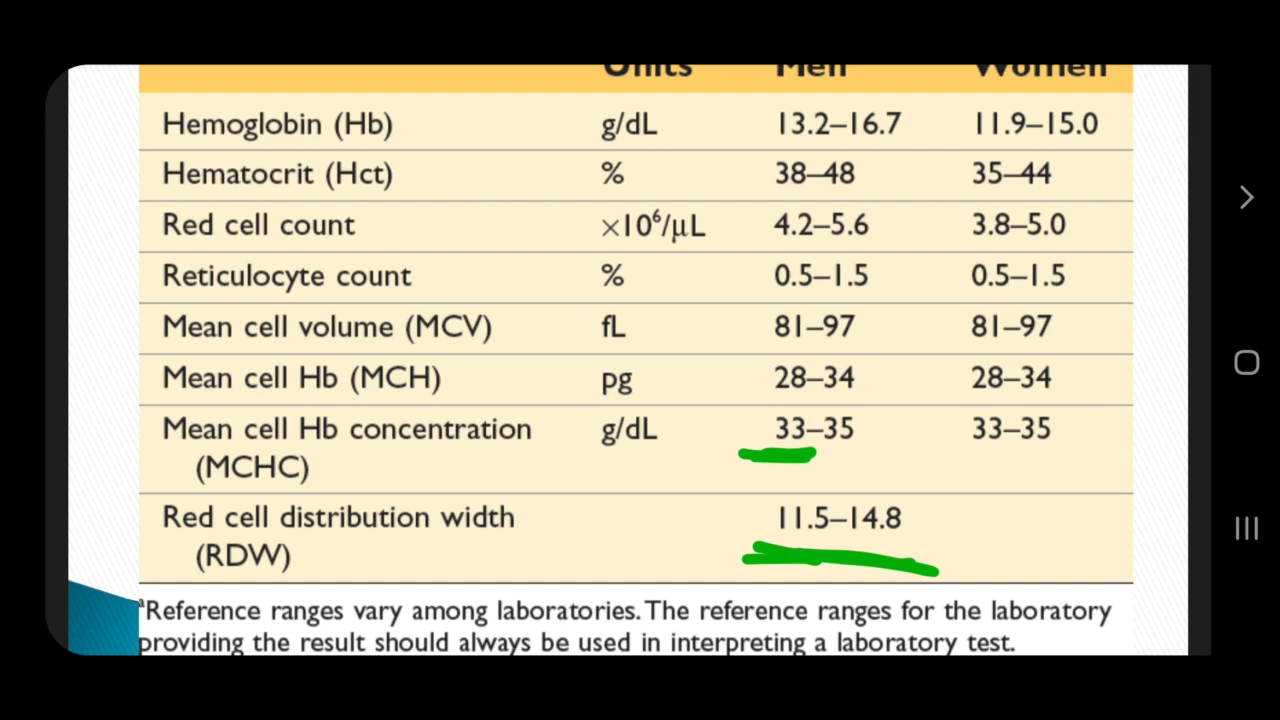 Units Men Women
Hemoglobin (Hb) g/dL 13.2–16.7 11.9–15.0
Hematocrit (Hct) % 38–48 35–44
Red cell count ×10⁶/μL 4.2–5.6 3.8–5.0
Reticulocyte count % 0.5–1.5 0.5–1.5
Mean cell volume (MCV) fL 81–97 81–97
Mean cell Hb (MCH) pg 28–34 28–34
Mean cell Hb concentration g/dL 33–35 33–35
(MCHC)
Red cell distribution width 11.5–14.8
(RDW)
ᵃReference ranges vary among laboratories. The reference ranges for the laboratory
providing the result should always be used in interpreting a laboratory test.